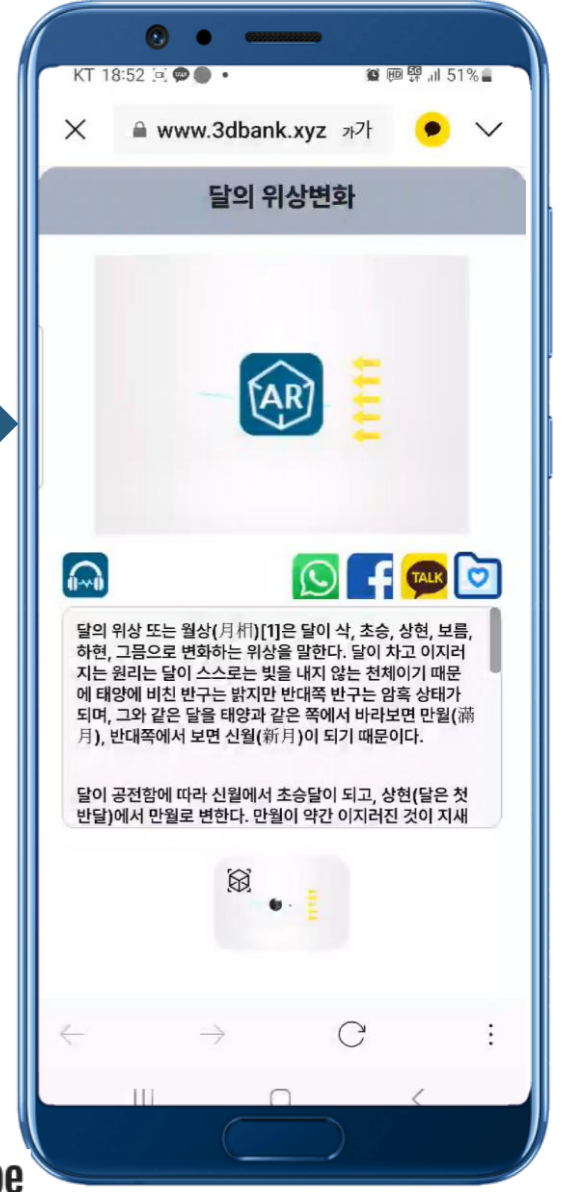 KT 18:52
51%
www.3dbank.xyz 가가
달의 위상변화
AR
TALK
달의 위상 또는 월상(月相)[1]은 달이 삭, 초승, 상현, 보름,
하현, 그믐으로 변화하는 위상을 말한다. 달이 차고 이지러
지는 원리는 달이 스스로는 빛을 내지 않는 천체이기 때문
에 태양에 비친 반구는 밝지만 반대쪽 반구는 암흑 상태가
되며, 그와 같은 달을 태양과 같은 쪽에서 바라보면 만월(滿
月), 반대쪽에서 보면 신월(新月)이 되기 때문이다.
달이 공전함에 따라 신월에서 초승달이 되고, 상현(달은 첫
반달)에서 만월로 변한다. 만월이 약간 이지러진 것이 지새